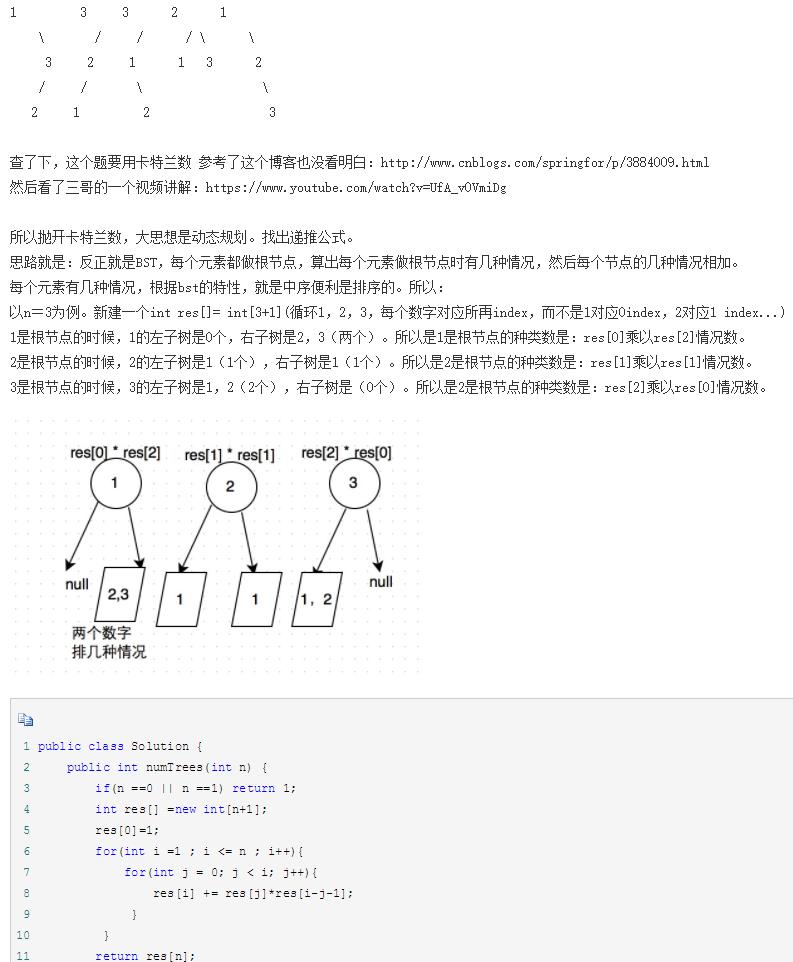 1 3 3 2 1
\ / / / \ \
3 2 1 1 3 2
/ / \ \
2 1 2 3
查了下，这个题要用卡特兰数 参考了这个博客也没看明白：http://www.cnblogs.com/springfor/p/3884009.html
然后看了三哥的一个视频讲解：https://www.youtube.com/watch?v=UfA_vOVmiDg
所以抛开卡特兰数，大思想是动态规划。找出递推公式。
思路就是：反正就是BST，每个元素都做根节点，算出每个元素做根节点时有几种情况，然后每个节点的几种情况相加。
每个元素有几种情况，根据bst的特性，就是中序便利是排序的。所以：
以n＝3为例。新建一个int res[]= int[3+1](循环1，2，3，每个数字对应所再index，而不是1对应0index，2对应1 index...)
1是根节点的时候，1的左子树是0个，右子树是2，3（两个）。所以是1是根节点的种类数是：res[0]乘以res[2]情况数。
2是根节点的时候，2的左子树是1（1个），右子树是1（1个）。所以是2是根节点的种类数是：res[1]乘以res[1]情况数。
3是根节点的时候，3的左子树是1，2（2个），右子树是（0个）。所以是2是根节点的种类数是：res[2]乘以res[0]情况数。
res[0] * res[2] res[1] * res[1] res[2] * res[0]
1 2 3
null 2,3 1 1 1，2 null
两个数字
排几种情况
1 public class Solution {
2 public int numTrees(int n) {
3 if(n ==0 || n ==1) return 1;
4 int res[] =new int[n+1];
5 res[0]=1;
6 for(int i =1 ; i <= n ; i++){
7 for(int j = 0; j < i; j++){
8 res[i] += res[j]*res[i-j-1];
9 }
10 }
11 return res[n];